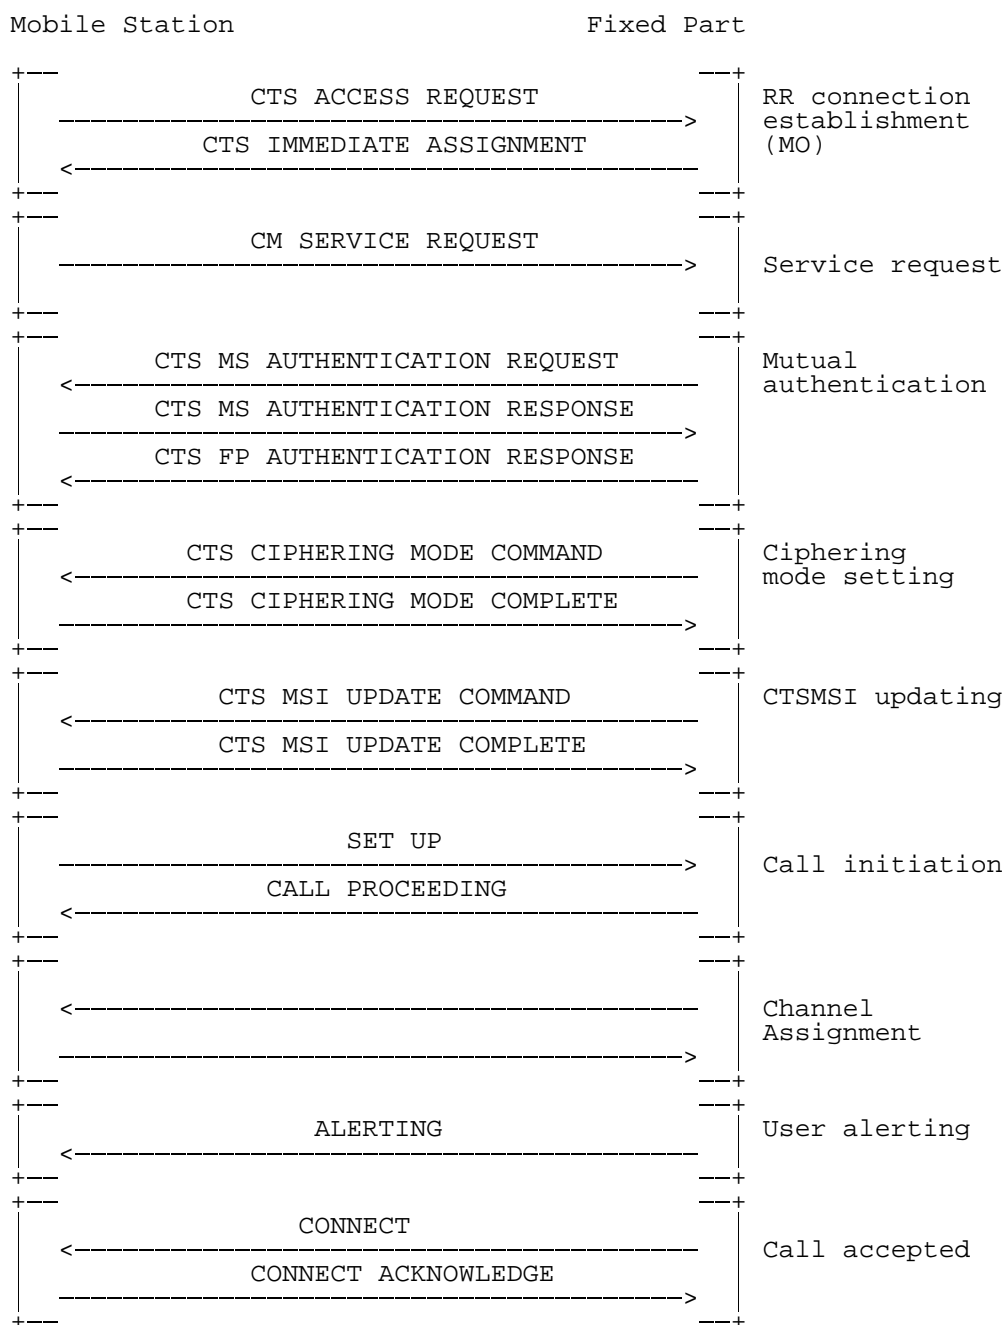 Mobile Station Fixed Part
CTS ACCESS REQUEST RR connection
establishment
CTS IMMEDIATE ASSIGNMENT (MO)
CM SERVICE REQUEST
Service request
CTS MS AUTHENTICATION REQUEST Mutual
authentication
CTS MS AUTHENTICATION RESPONSE
CTS FP AUTHENTICATION RESPONSE
CTS CIPHERING MODE COMMAND Ciphering
mode setting
CTS CIPHERING MODE COMPLETE
CTS MSI UPDATE COMMAND CTSMSI updating
CTS MSI UPDATE COMPLETE
SET UP
Call initiation
CALL PROCEEDING
Channel
Assignment
ALERTING User alerting
CONNECT
Call accepted
CONNECT ACKNOWLEDGE